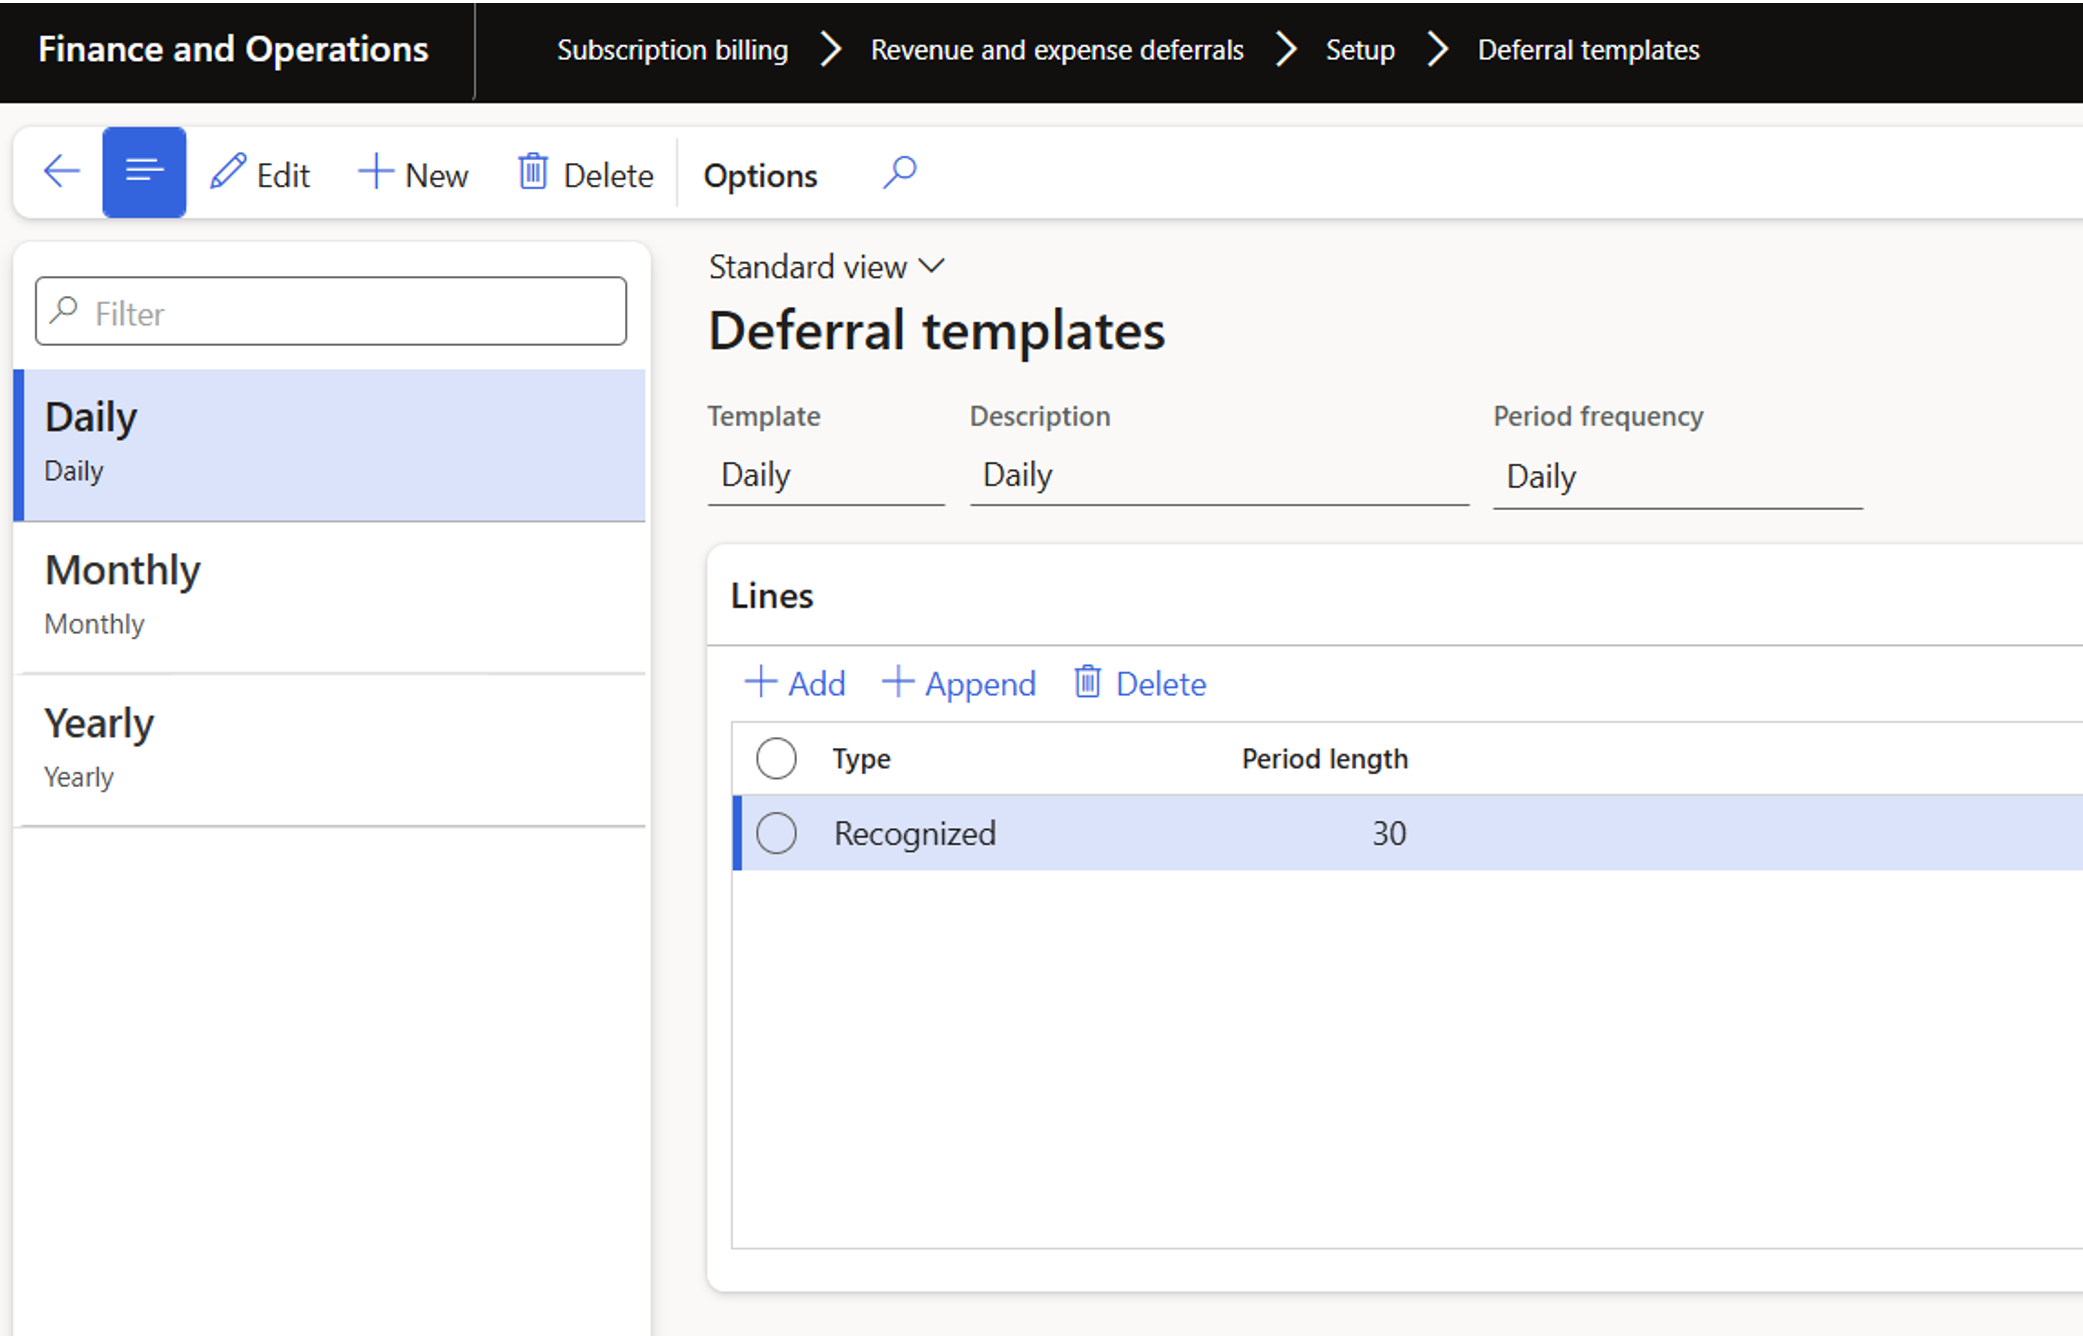 Finance and Operations
Subscription billing > Revenue and expense deferrals > Setup > Deferral templates
Edit New Delete Options
Filter
Daily
Daily
Monthly
Monthly
Yearly
Yearly
Standard view
Deferral templates
Template Description Period frequency
Daily Daily Daily
Lines
Add Append Delete
Type Period length
Recognized 30